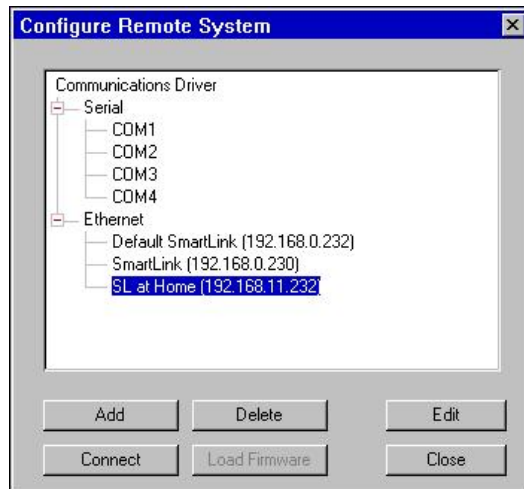 Configure Remote System
Communications Driver
Serial
COM1
COM2
COM3
COM4
Ethernet
Default SmartLink (192.168.0.232)
SmartLink (192.168.0.230)
SL at Home (192.168.11.232)
Add Delete Edit
Connect Load Firmware Close